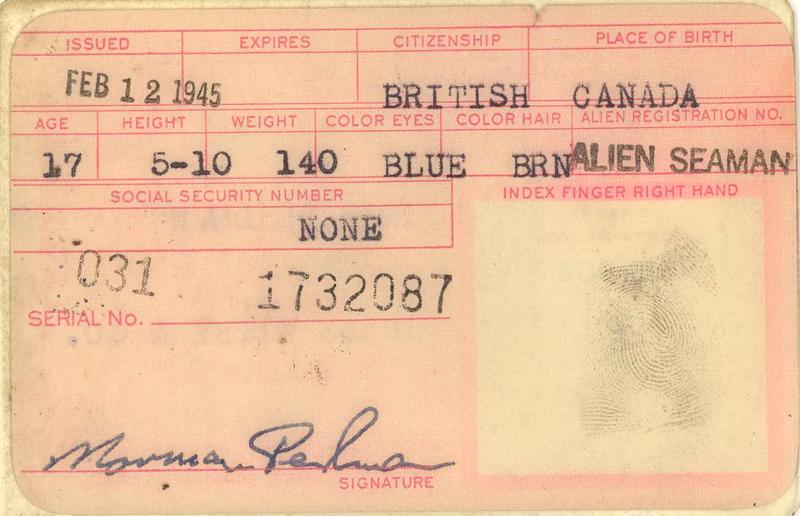 ISSUED EXPIRES CITIZENSHIP PLACE OF BIRTH
FEB 12 1945 BRITISH CANADA
AGE HEIGHT WEIGHT COLOR EYES COLOR HAIR ALIEN REGISTRATION NO.
17 5-10 140 BLUE BRN ALIEN SEAMAN
SOCIAL SECURITY NUMBER INDEX FINGER RIGHT HAND
NONE
031 1732087
SERIAL No.
Norman Perlman
SIGNATURE